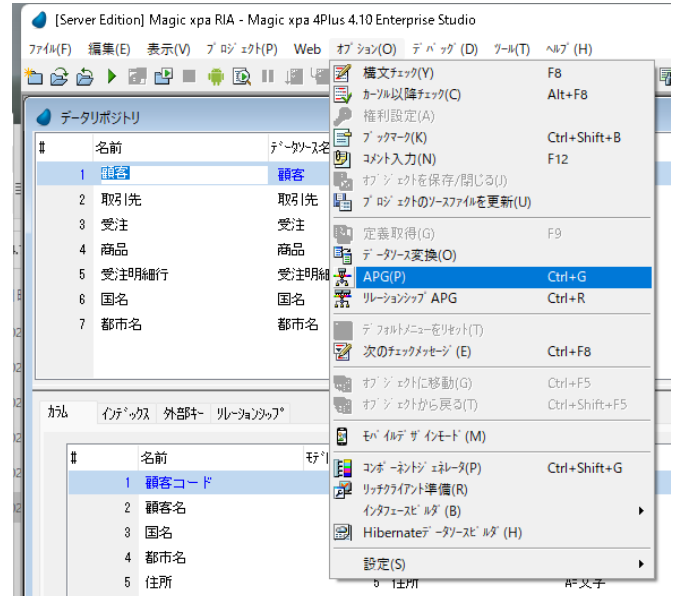 [Server Edition] Magic xpa RIA - Magic xpa 4Plus 4.10 Enterprise Studio
ファイル(F) 編集(E) 表示(V) プロジェクト(P) Web オプション(O) デバッグ(D) ツール(T) ヘルプ(H)
構文チェック(Y) F8
カーソル以降チェック(C) Alt+F8
権利設定(A)
ブックマーク(K) Ctrl+Shift+B
コメント入力(N) F12
オブジェクトを保存/閉じる(J)
プロジェクトのソースファイルを更新(U)
定義取得(G) F9
データソース変換(O)
APG(P) Ctrl+G
リレーションシップAPG Ctrl+R
デフォルトメニューをリセット(T)
次のチェックメッセージ(E) Ctrl+F8
オブジェクトに移動(G) Ctrl+F5
オブジェクトから戻る(T) Ctrl+Shift+F5
モバイルデザインモード(M)
コンポーネントジェネレータ(P) Ctrl+Shift+G
リッチクライアント準備(R)
インタフェースビルダ(B)
Hibernateデータソースビルダ(H)
設定(S)
データリポジトリ
# 名前 データソース名
1 顧客 顧客
2 取引先 取引先
3 受注 受注
4 商品 商品
5 受注明細行 受注明細
6 国名 国名
7 都市名 都市名
カラム インデックス 外部キー リレーションシップ
# 名前 モデ
1 顧客コード
2 顧客名
3 国名
4 都市名
5 住所 5 住所 A=文字